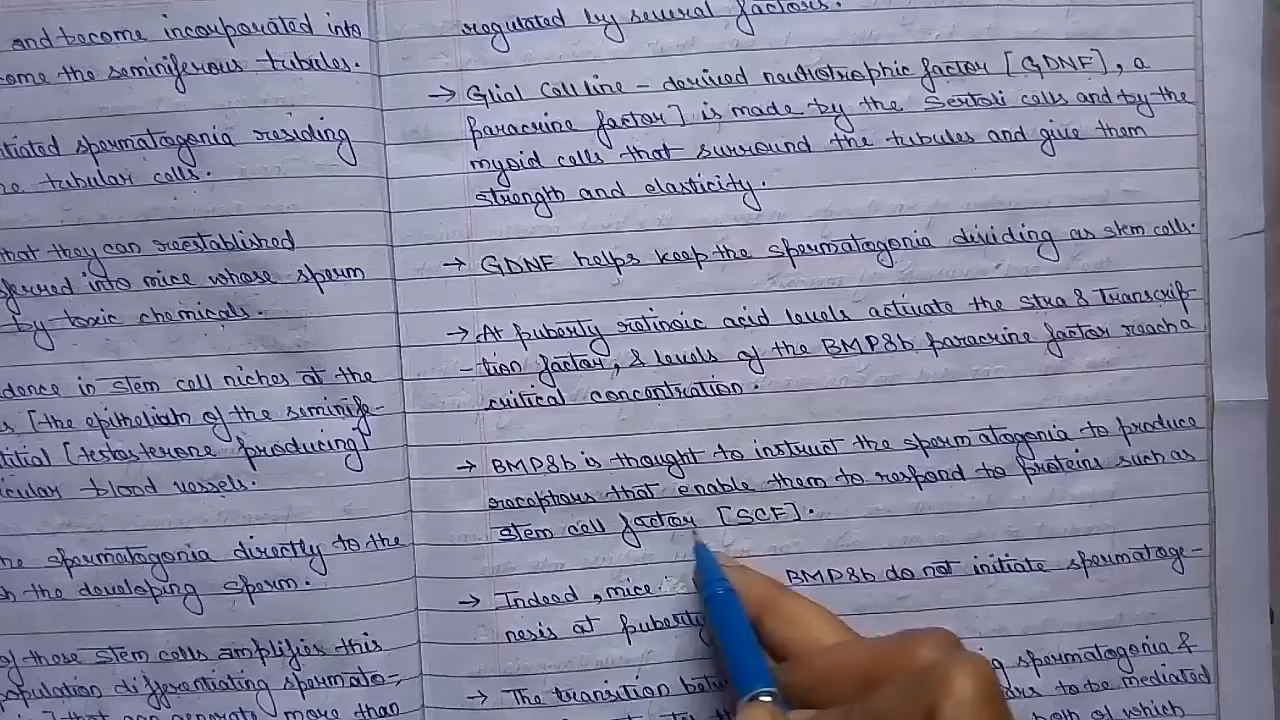 and become incorporated into
ome the seminiferous tubules.
tiated spermatogonia residing
he tubular cells.
that they can reestablished
ferred into mice whose sperm
by toxic chemicals.
dence in stem cell niches at the
s [the epithelium of the seminife-
titial [testosterone producing]
icular blood vessels.
he spermatogonia directly to the
h the developing sperm.
of those stem cells amplifies this
opulation differentiating spermato-
that can generate more than
regulated by several factors.
→ Glial cell line - derived neutrotrophic factor [GDNF], a
paracrine factor] is made by the Sertoli cells and by the
myoid cells that surround the tubules and give them
strength and elasticity.
→ GDNF helps keep the spermatogonia dividing as stem cells.
→ At puberty retinoic acid levels activate the stra 8 Transcrip-
-tion factor, & levels of the BMP8b paracrine factor reach a
critical concentration.
→ BMP8b is thought to instruct the spermatogonia to produce
receptors that enable them to respond to proteins such as
stem cell factor [SCF].
→ Indeed, mice BMP8b do not initiate spermatoge-
nesis at puberty
→ The transition betw spermatogonia &
to be mediated
both of which